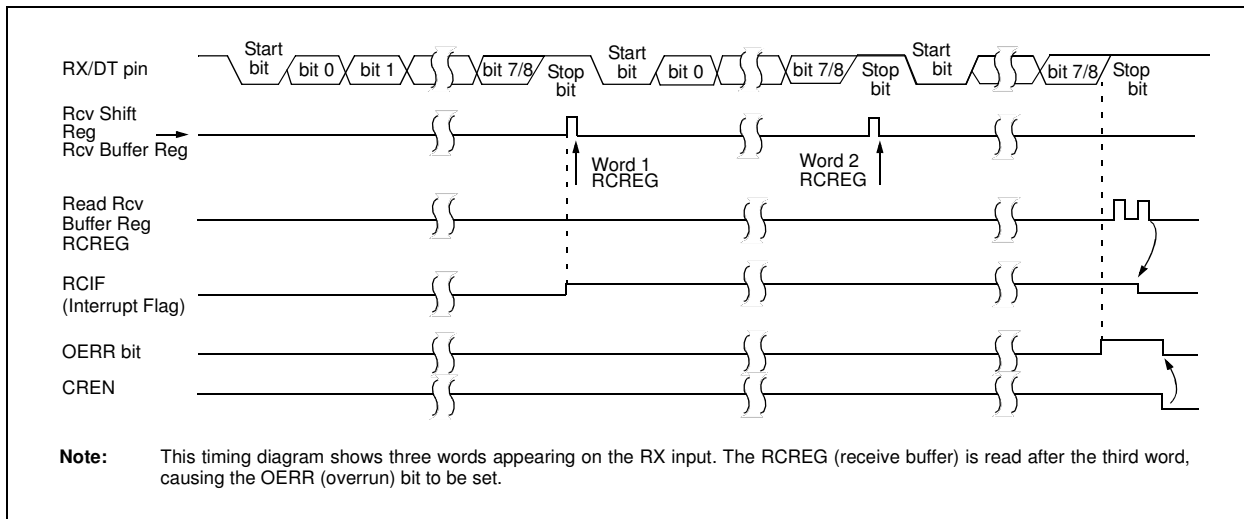 RX/DT pin
Start
bit
bit 0
bit 1
bit 7/8
Stop
bit
Start
bit
bit 0
bit 7/8
Stop
bit
Start
bit
bit 7/8
Stop
bit
Rcv Shift
Reg
Rcv Buffer Reg
Word 1
RCREG
Word 2
RCREG
Read Rcv
Buffer Reg
RCREG
RCIF
(Interrupt Flag)
OERR bit
CREN
Note: This timing diagram shows three words appearing on the RX input. The RCREG (receive buffer) is read after the third word,
causing the OERR (overrun) bit to be set.